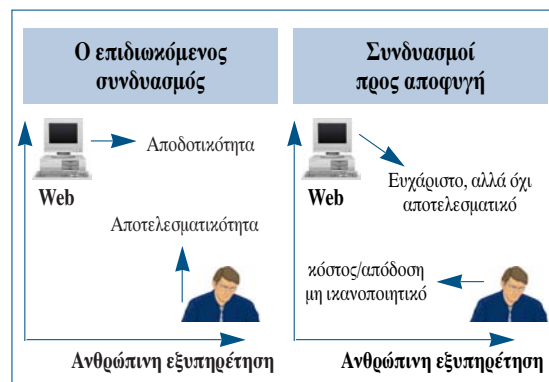 Ο επιδιωκόμενος
συνδυασμός
Αποδοτικότητα
Web
Αποτελεσματικότητα
Ανθρώπινη εξυπηρέτηση
Συνδυασμοί
προς αποφυγή
Web
Ευχάριστο, αλλά όχι
αποτελεσματικό
κόστος/απόδοση
μη ικανοποιητικό
Ανθρώπινη εξυπηρέτηση